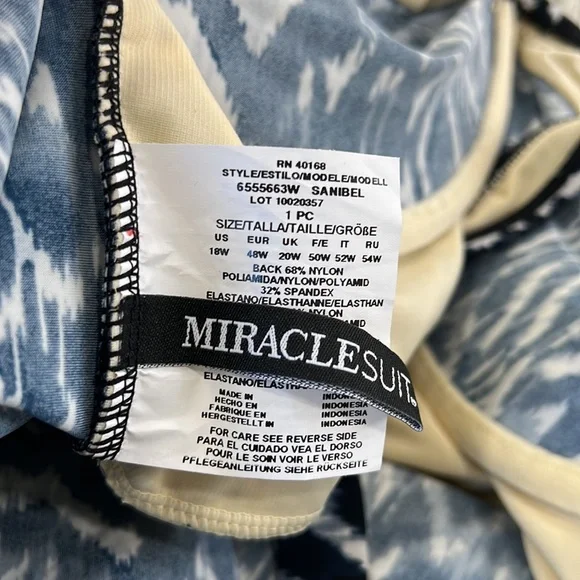 RN 40168
STYLE/ESTILO/MODELE/MODELL
6555663W SANIBEL
LOT 10020357
1 PC
SIZE/TALLA/TAILLE/GRÖßE
US EUR UK F/E IT RU
18W 48W 20W 50W 52W 54W
BACK 68% NYLON
POLIAMIDA/NYLON/POLYAMID
32% SPANDEX
ELASTANO/ELASTHANNE/ELASTHAN
NYLON
MIRACLESUIT
ELASTANO/ELAST
MADE IN INDONESIA
HECHO EN INDONESIA
FABRIQUE EN INDONESIA
HERGESTELLT IN INDONESIA
FOR CARE SEE REVERSE SIDE
PARA EL CUIDADO VEA EL DORSO
POUR LE SOIN VOIR LE VERSO
PFLEGEANLEITUNG SIEHE RÜCKSEITE